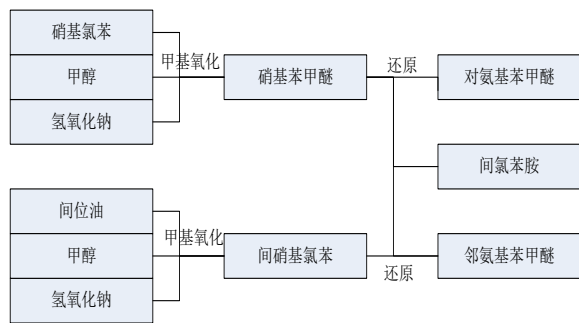 硝基氯苯
甲醇
氢氧化钠
甲基氧化
硝基苯甲醚
还原
对氨基苯甲醚
间氯苯胺
间位油
甲醇
氢氧化钠
甲基氧化
间硝基氯苯
还原
邻氨基苯甲醚